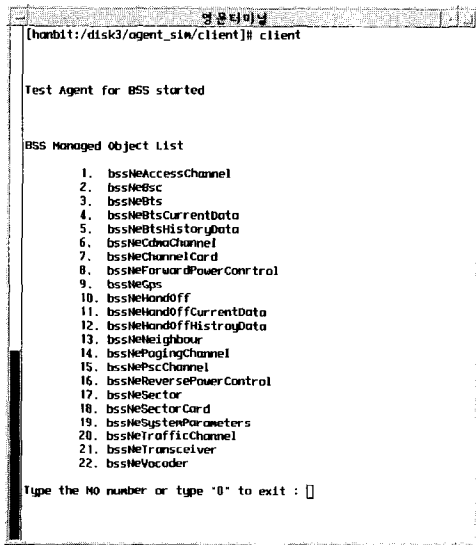 영문터미널
[hanbit:/disk3/agent_sim/client]# client
Test Agent for BSS started
BSS Managed Object List
1. bssNeAccessChannel
2. bssNeBsc
3. bssNeBts
4. bssNeBtsCurrentData
5. bssNeBtsHistoryData
6. bssNeCdmaChannel
7. bssNeChannelCard
8. bssNeForwardPowerConrtrol
9. bssNeGps
10. bssNeHandOff
11. bssNeHandOffCurrentData
12. bssNeHandOffHistrayData
13. bssNeNeighbour
14. bssNePagingChannel
15. bssNePscChannel
16. bssNeReversePowerControl
17. bssNeSector
18. bssNeSectorCard
19. bssNeSystemParameters
20. bssNeTrafficChannel
21. bssNeTransceiver
22. bssNeVocoder
Type the MO number or type "0" to exit :